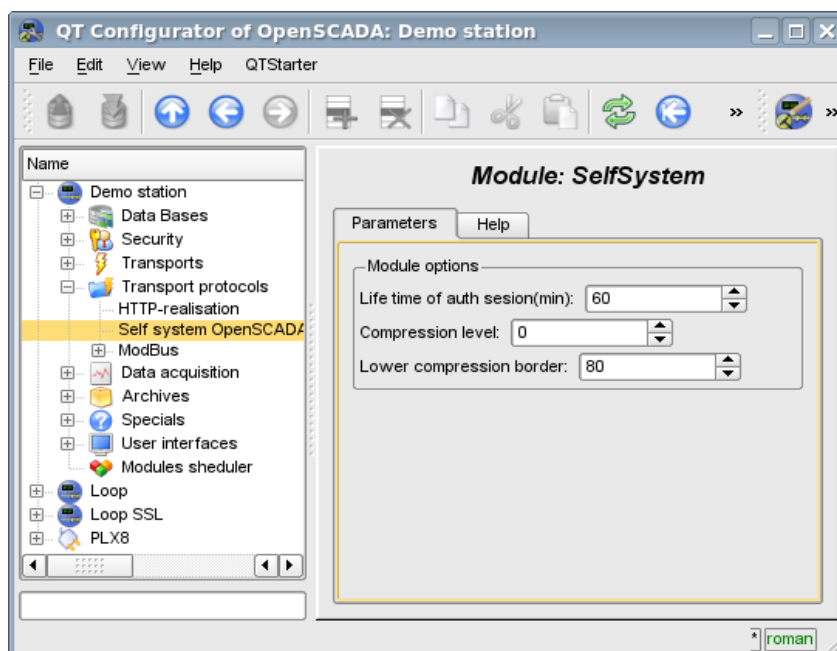 QT Configurator of OpenSCADA: Demo station
File Edit View Help QTStarter
» »
Name
Demo station
Data Bases
Security
Transports
Transport protocols
HTTP-realisation
Self system OpenSCADA
ModBus
Data acquisition
Archives
Specials
User interfaces
Modules sheduler
Loop
Loop SSL
PLX8
Module: SelfSystem
Parameters Help
Module options
Life time of auth sesion(min): 60
Compression level: 0
Lower compression border: 80
* roman